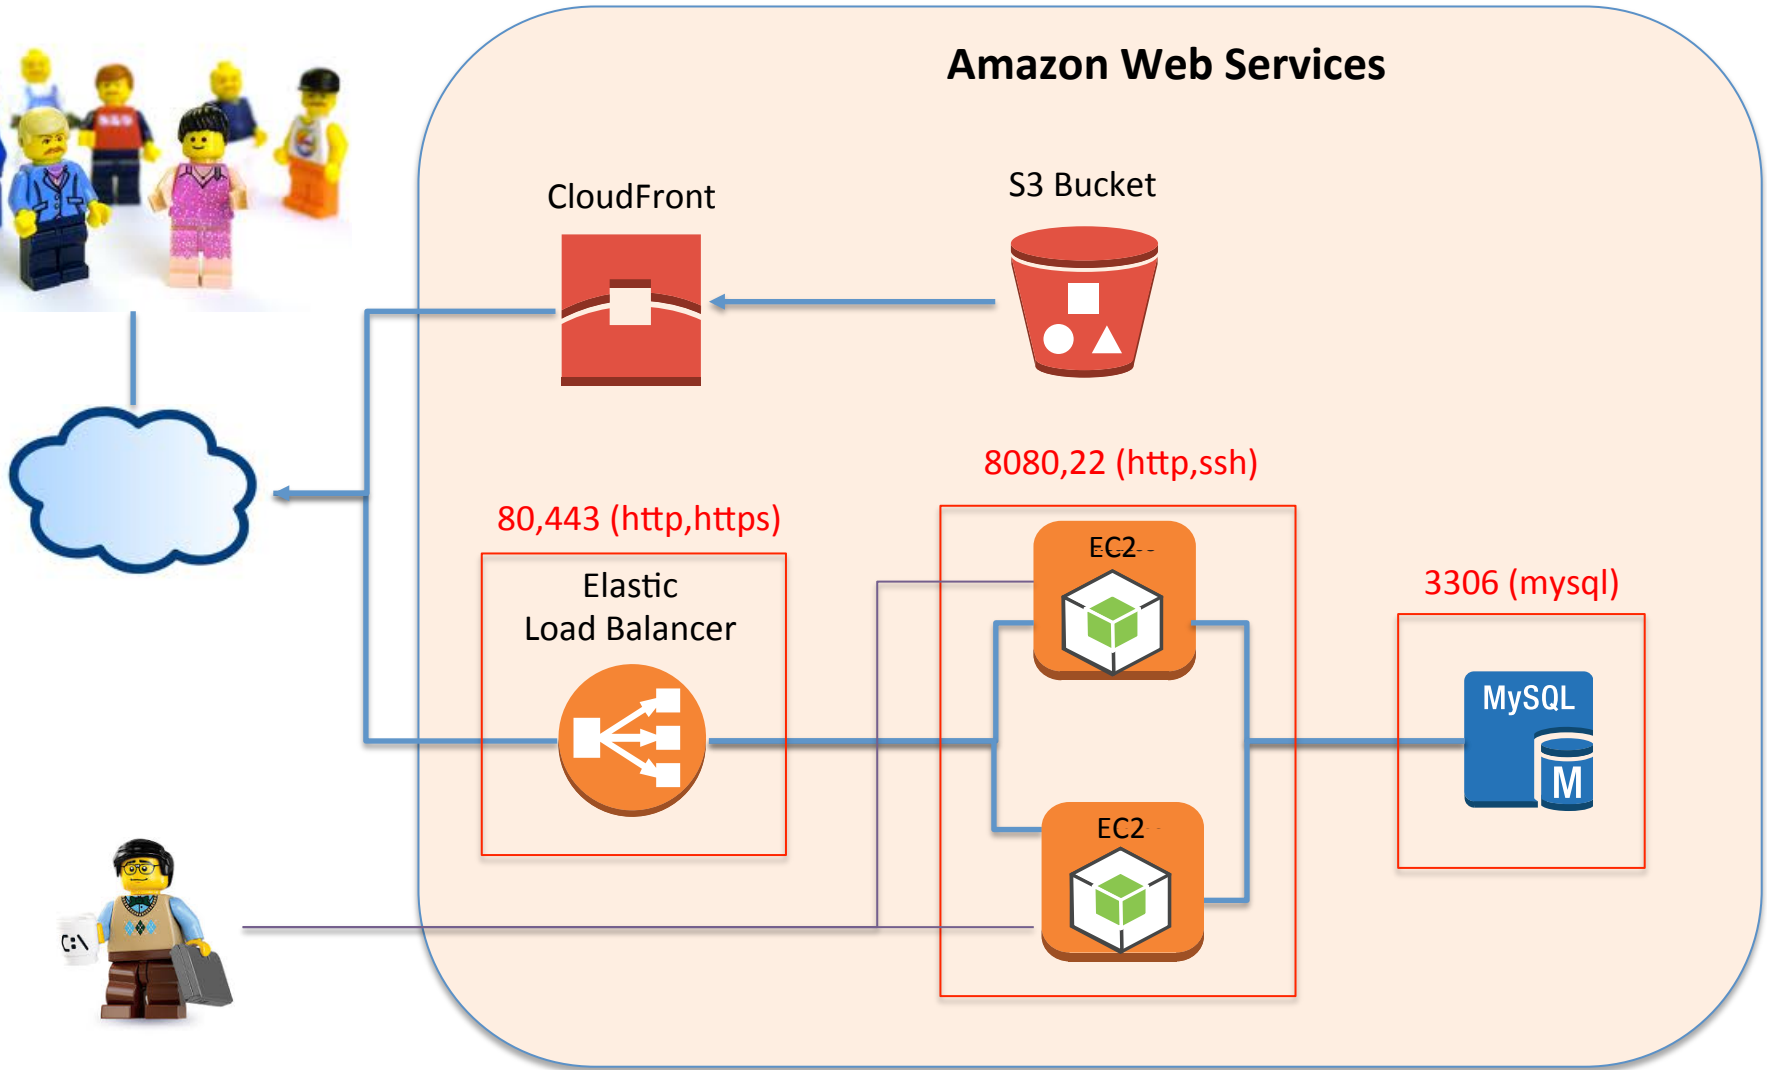 Amazon Web Services
CloudFront
S3 Bucket
8080,22 (http,ssh)
80,443 (http,https)
EC2
Elastic
Load Balancer
3306 (mysql)
MySQL
M
EC2
C:\